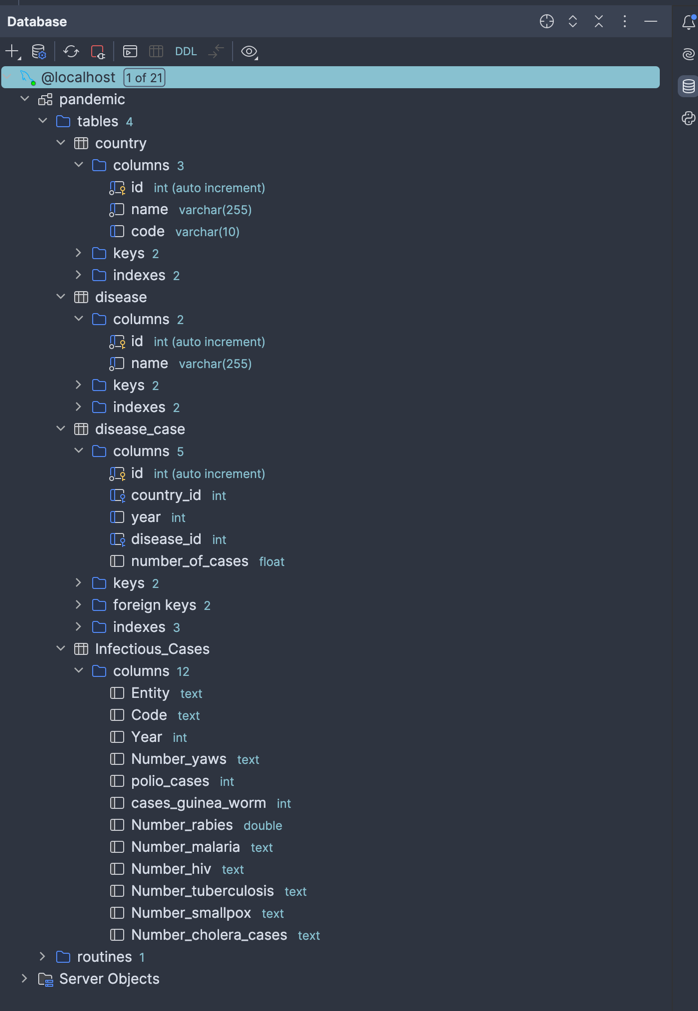 Database
DDL
@localhost 1 of 21
pandemic
tables 4
country
columns 3
id int (auto increment)
name varchar(255)
code varchar(10)
keys 2
indexes 2
disease
columns 2
id int (auto increment)
name varchar(255)
keys 2
indexes 2
disease_case
columns 5
id int (auto increment)
country_id int
year int
disease_id int
number_of_cases float
keys 2
foreign keys 2
indexes 3
Infectious_Cases
columns 12
Entity text
Code text
Year int
Number_yaws text
polio_cases int
cases_guinea_worm int
Number_rabies double
Number_malaria text
Number_hiv text
Number_tuberculosis text
Number_smallpox text
Number_cholera_cases text
routines 1
Server Objects